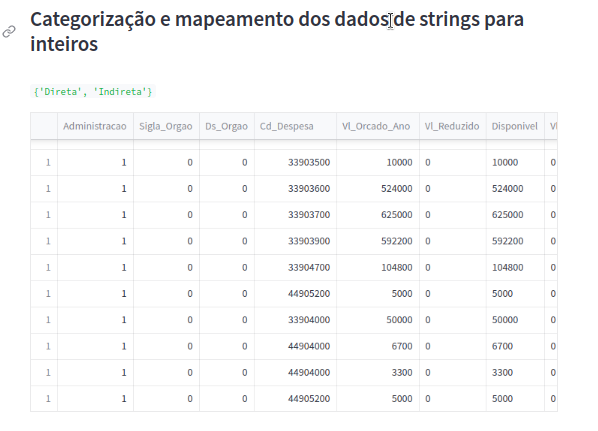 Categorização e mapeamento dos dados de strings para
inteiros
{'Direta', 'Indireta'}
Administracao Sigla_Orgao Ds_Orgao Cd_Despesa Vl_Orcado_Ano Vl_Reduzido Disponivel Vl
1 1 0 0 33903500 10000 0 10000 0
1 1 0 0 33903600 524000 0 524000 0
1 1 0 0 33903700 625000 0 625000 0
1 1 0 0 33903900 592200 0 592200 0
1 1 0 0 33904700 104800 0 104800 0
1 1 0 0 44905200 5000 0 5000 0
1 1 0 0 33904000 50000 0 50000 0
1 1 0 0 44904000 6700 0 6700 0
1 1 0 0 44904000 3300 0 3300 0
1 1 0 0 44905200 5000 0 5000 0